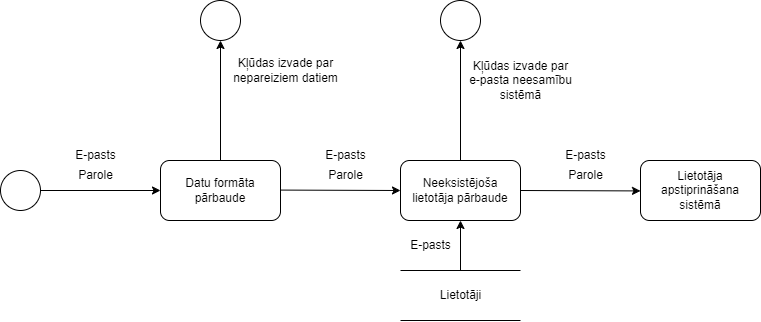 Kļūdas izvade par
nepareiziem datiem
Kļūdas izvade par
e-pasta neesamību
sistēmā
E-pasts
Parole
Datu formāta
pārbaude
E-pasts
Parole
Neeksistējoša
lietotāja pārbaude
E-pasts
Parole
Lietotāja
apstiprināšana
sistēmā
E-pasts
Lietotāji